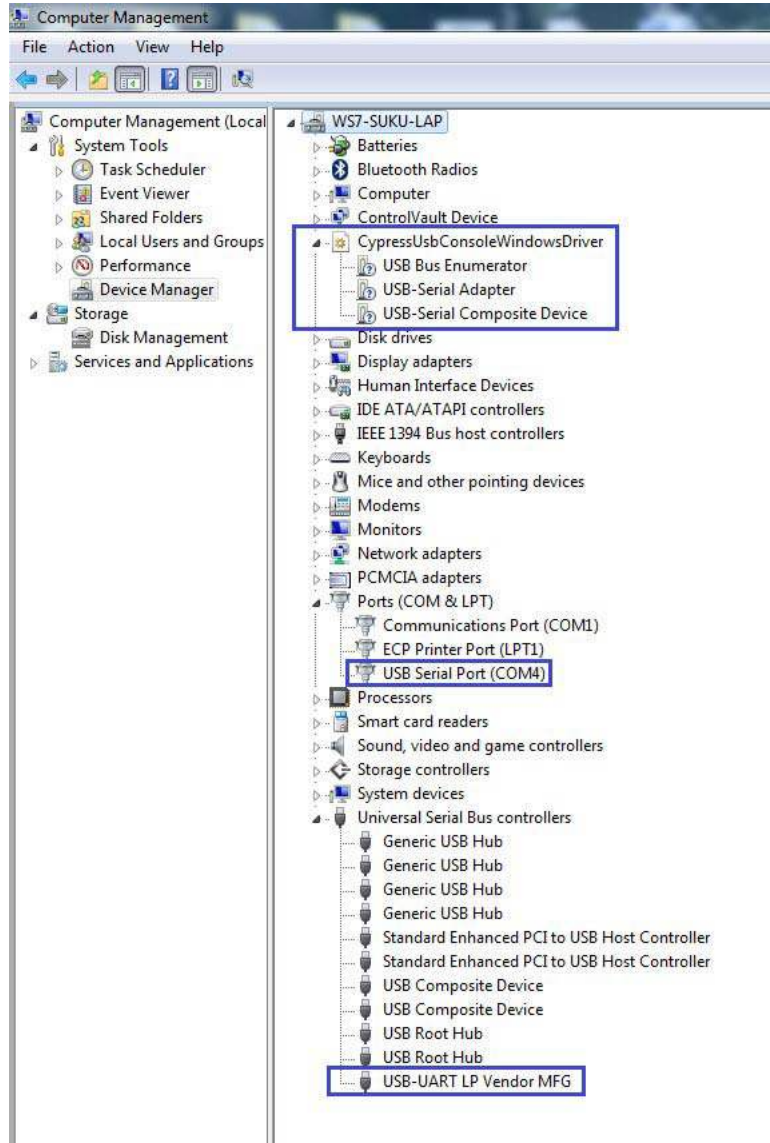 Computer Management
File Action View Help
Computer Management (Local
System Tools
Task Scheduler
Event Viewer
Shared Folders
Local Users and Groups
Performance
Device Manager
Storage
Disk Management
Services and Applications
WS7-SUKU-LAP
Batteries
Bluetooth Radios
Computer
ControlVault Device
CypressUsbConsoleWindowsDriver
USB Bus Enumerator
USB-Serial Adapter
USB-Serial Composite Device
Disk drives
Display adapters
Human Interface Devices
IDE ATA/ATAPI controllers
IEEE 1394 Bus host controllers
Keyboards
Mice and other pointing devices
Modems
Monitors
Network adapters
PCMCIA adapters
Ports (COM & LPT)
Communications Port (COM1)
ECP Printer Port (LPT1)
USB Serial Port (COM4)
Processors
Smart card readers
Sound, video and game controllers
Storage controllers
System devices
Universal Serial Bus controllers
Generic USB Hub
Generic USB Hub
Generic USB Hub
Generic USB Hub
Standard Enhanced PCI to USB Host Controller
Standard Enhanced PCI to USB Host Controller
USB Composite Device
USB Composite Device
USB Root Hub
USB Root Hub
USB-UART LP Vendor MFG